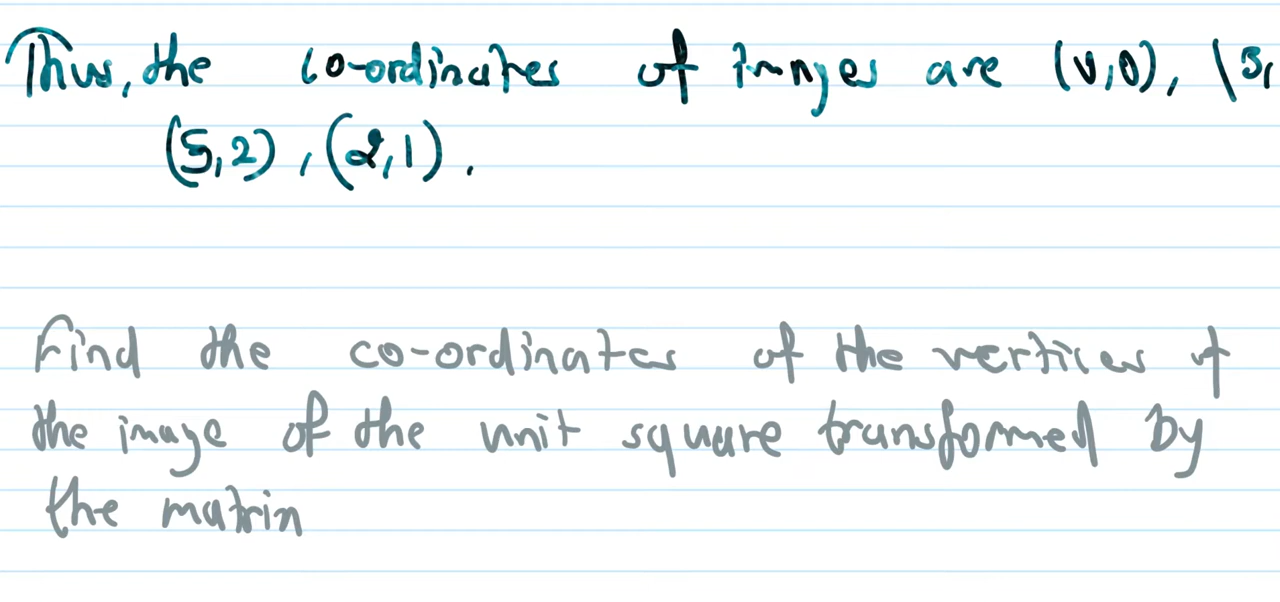 Thus, the co-ordinates of images are (0,0), (3,
(5,2), (2,1).
Find the co-ordinates of the vertices of
the image of the unit square transformed by
the matrix